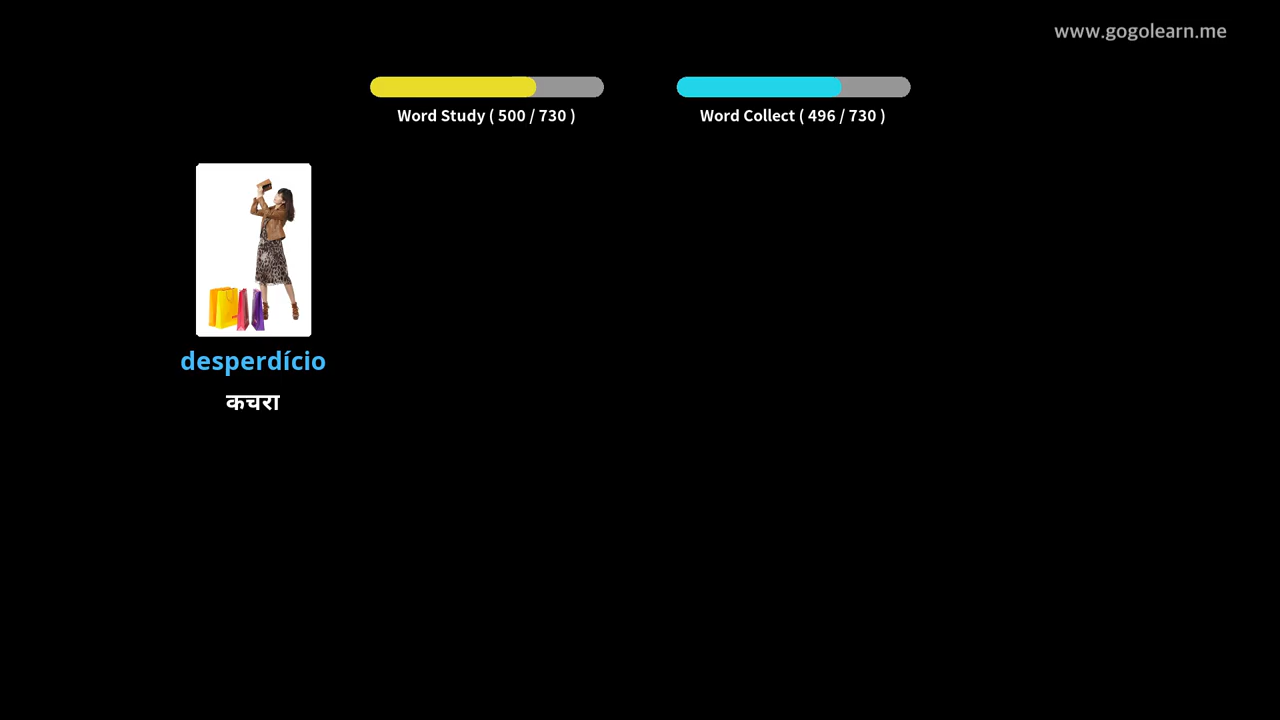 www.gogolearn.me
Word Study ( 500 / 730 )
Word Collect ( 496 / 730 )
desperdício
कचरा